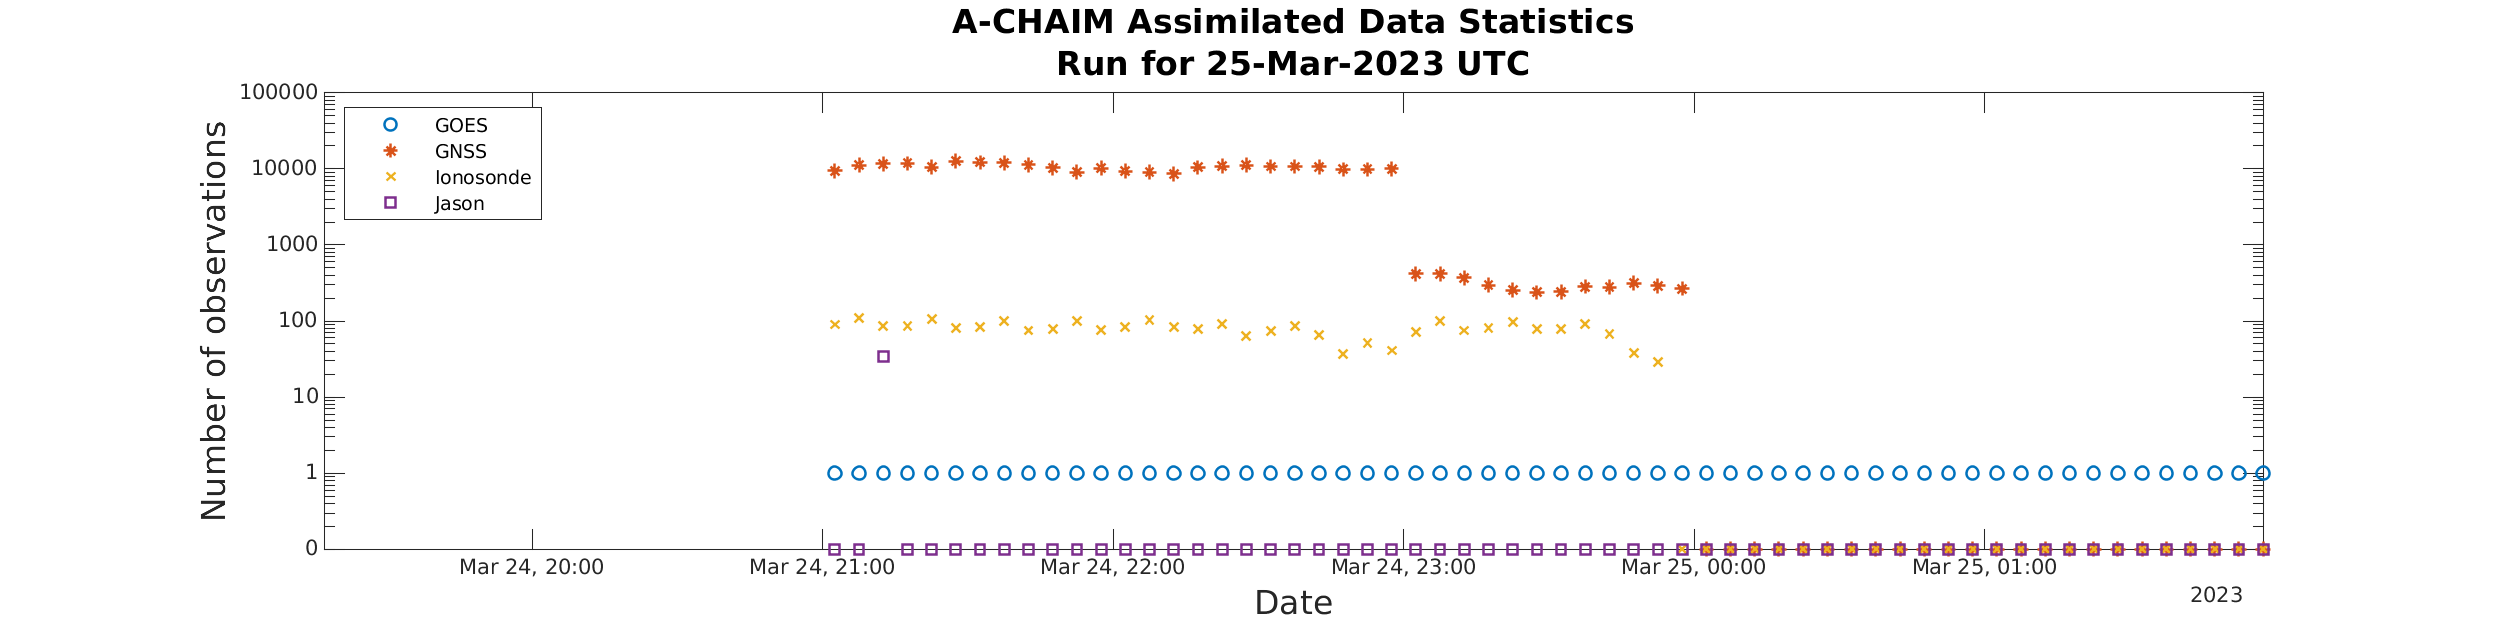 A-CHAIM Assimilated Data Statistics
Run for 25-Mar-2023 UTC
Number of observations
100000
10000
1000
100
10
1
0
GOES
GNSS
Ionosonde
Jason
Mar 24, 20:00
Mar 24, 21:00
Mar 24, 22:00
Mar 24, 23:00
Mar 25, 00:00
Mar 25, 01:00
2023
Date